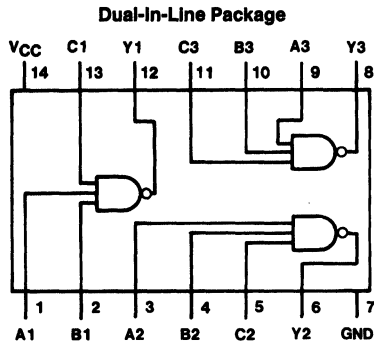 Dual-In-Line Package
VCC C1 Y1 C3 B3 A3 Y3
14 13 12 11 10 9 8
1 2 3 4 5 6 7
A1 B1 A2 B2 C2 Y2 GND